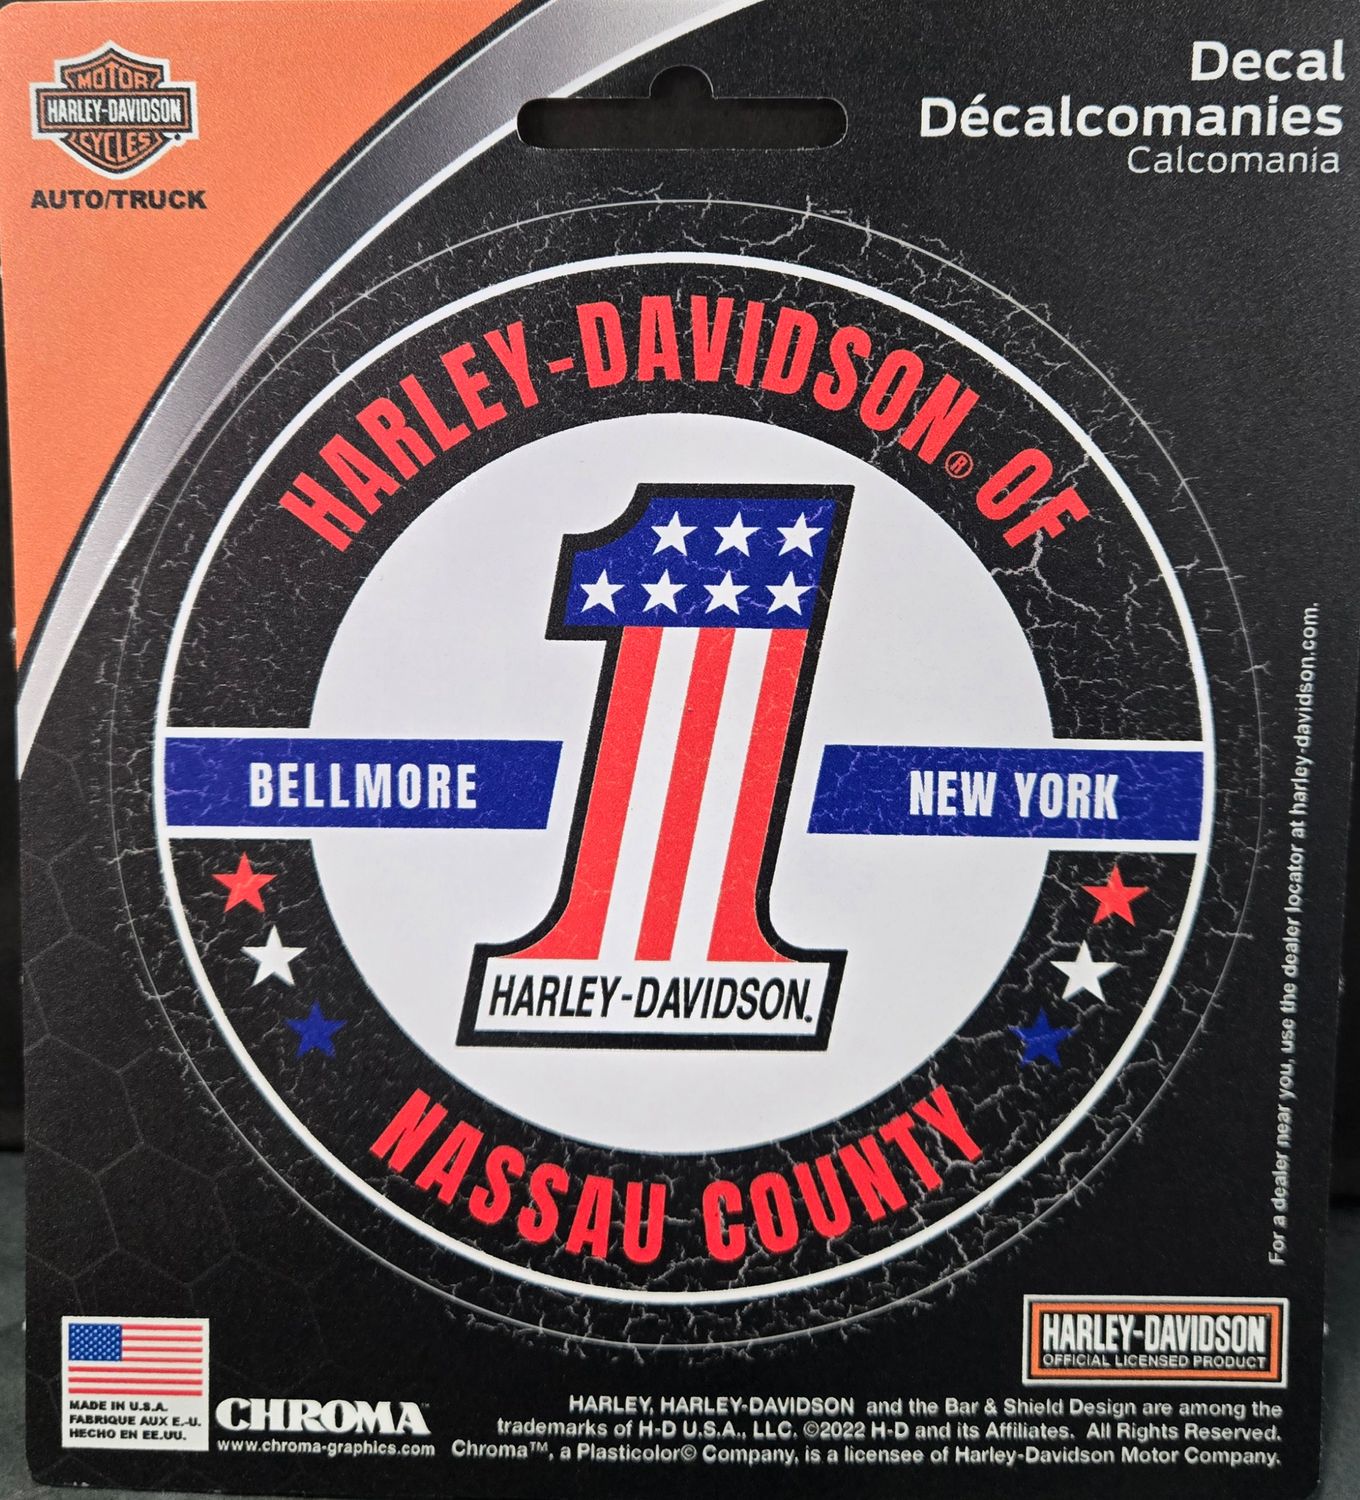 MOTOR
HARLEY-DAVIDSON
CYCLES
AUTO/TRUCK
Decal
Décalcomanies
Calcomania
HARLEY-DAVIDSON® OF
BELLMORE
NEW YORK
HARLEY-DAVIDSON.
NASSAU COUNTY
For a dealer near you, use the dealer locator at harley-davidson.com.
HARLEY-DAVIDSON
OFFICIAL LICENSED PRODUCT
MADE IN U.S.A.
FABRIQUE AUX E.-U.
HECHO EN EE.UU.
CHROMA™
www.chroma-graphics.com
HARLEY, HARLEY-DAVIDSON and the Bar & Shield Design are among the
trademarks of H-D U.S.A., LLC. ©2022 H-D and its Affiliates. All Rights Reserved.
Chroma™, a Plasticolor© Company, is a licensee of Harley-Davidson Motor Company.